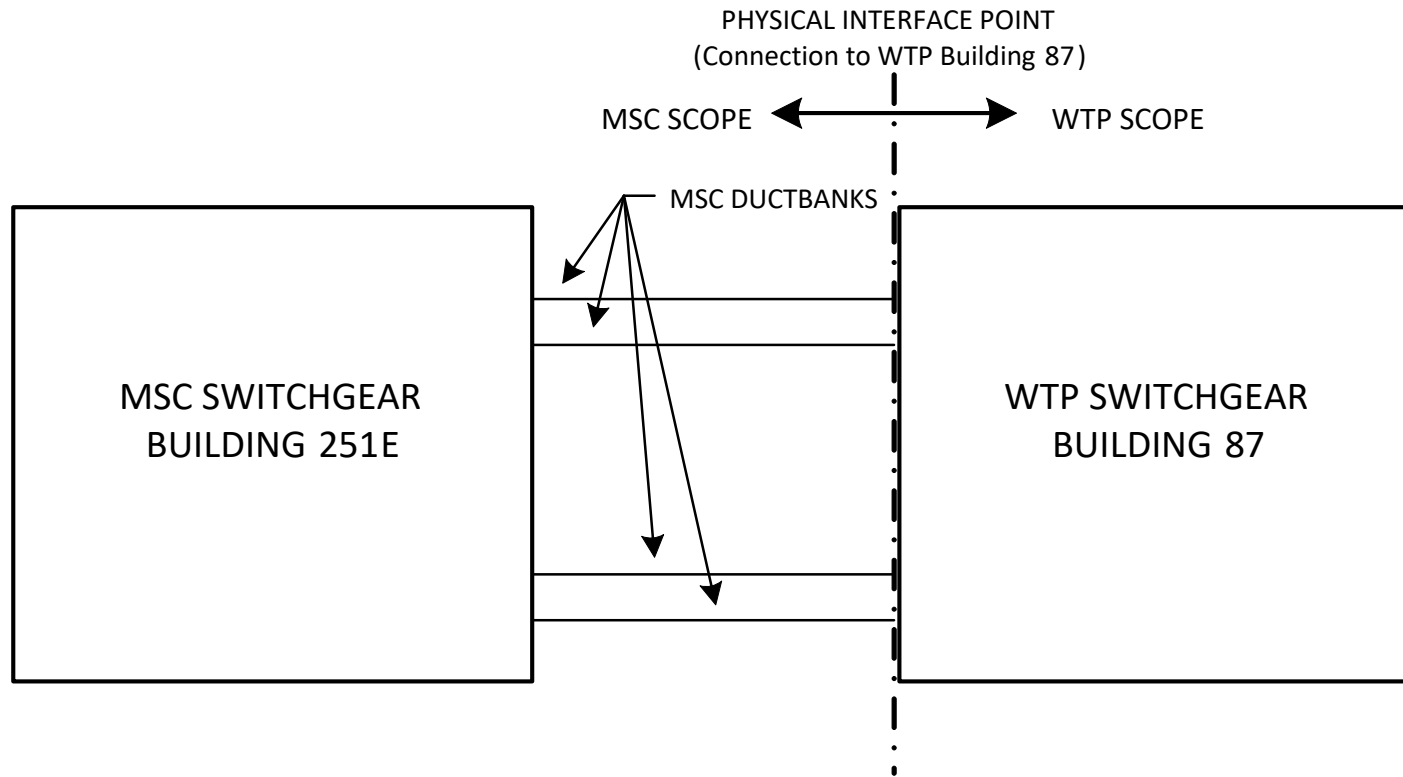 PHYSICAL INTERFACE POINT
(Connection to WTP Building 87)
MSC SCOPE
WTP SCOPE
MSC DUCTBANKS
MSC SWITCHGEAR
BUILDING 251E
WTP SWITCHGEAR
BUILDING 87